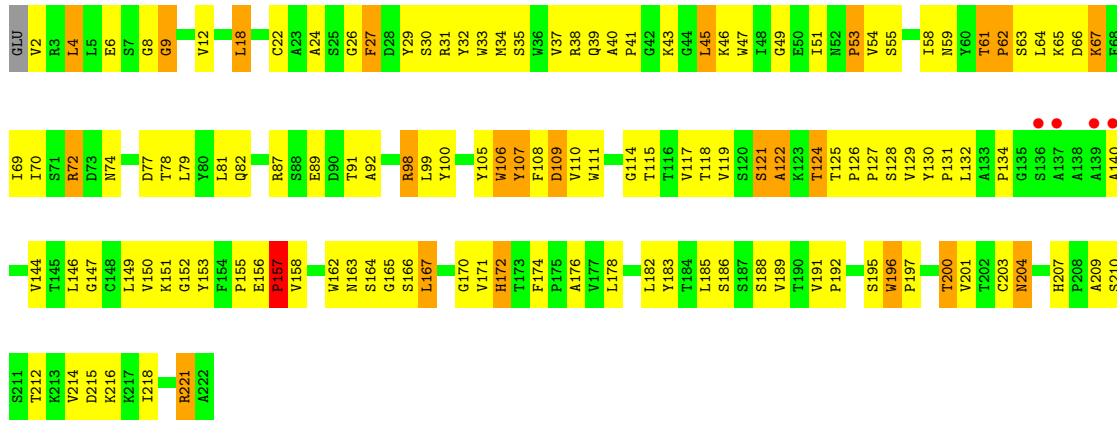 GLU V2 R3 L4 L5 E6 S7 G8 G9 V12 L18 C22 A23 A24 S25 G26 F27 D28 Y29 S30 R31 Y32 W33 W34 S35 W36 V37 R38 Q39 A40 P41 G42 K43 G44 L45 K46 W47 I48 G49 E50 I51 N52 P53 V54 S55 I58 N59 Y60 T61 P62 S63 L64 K65 D66 K67 F68
I69 I70 S71 R72 D73 N74 D77 T78 L79 Y80 L81 Q82 R87 S88 E89 D90 T91 A92 R98 L99 Y100 Y105 W106 Y107 F108 D109 V110 W111 G114 T115 T116 V117 T118 V119 S120 S121 A122 K123 T124 T125 P126 P127 S128 V129 Y130 P131 L132 A133 P134 G135 S136 A137 A138 A139 A140
V144 T145 L146 G147 C148 L149 V150 K151 G152 Y153 F154 P155 E156 P157 V158 W162 N163 S164 G165 S166 L167 G170 V171 H172 T173 F174 P175 A176 V177 L178 L182 Y183 T184 L185 S186 S187 S188 V189 T190 V191 P192 S195 W196 P197 T200 V201 T202 C203 N204 H207 P208 A209 S210
S211 T212 K213 V214 D215 K216 K217 I218 R221 A222